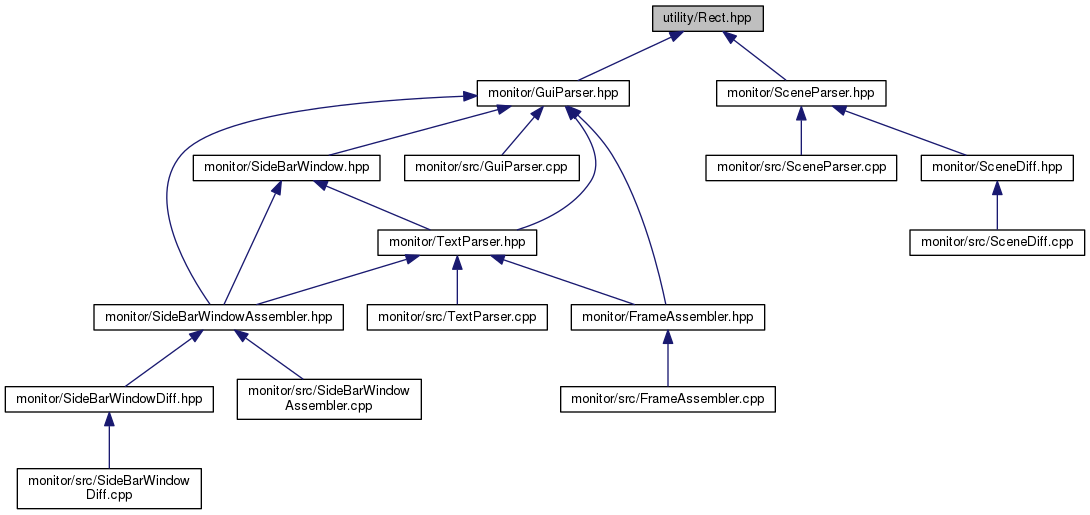 utility/Rect.hpp
monitor/GuiParser.hpp
monitor/SceneParser.hpp
monitor/SideBarWindow.hpp
monitor/src/GuiParser.cpp
monitor/src/SceneParser.cpp
monitor/SceneDiff.hpp
monitor/TextParser.hpp
monitor/src/SceneDiff.cpp
monitor/SideBarWindowAssembler.hpp
monitor/src/TextParser.cpp
monitor/FrameAssembler.hpp
monitor/SideBarWindowDiff.hpp
monitor/src/SideBarWindow
Assembler.cpp
monitor/src/FrameAssembler.cpp
monitor/src/SideBarWindow
Diff.cpp